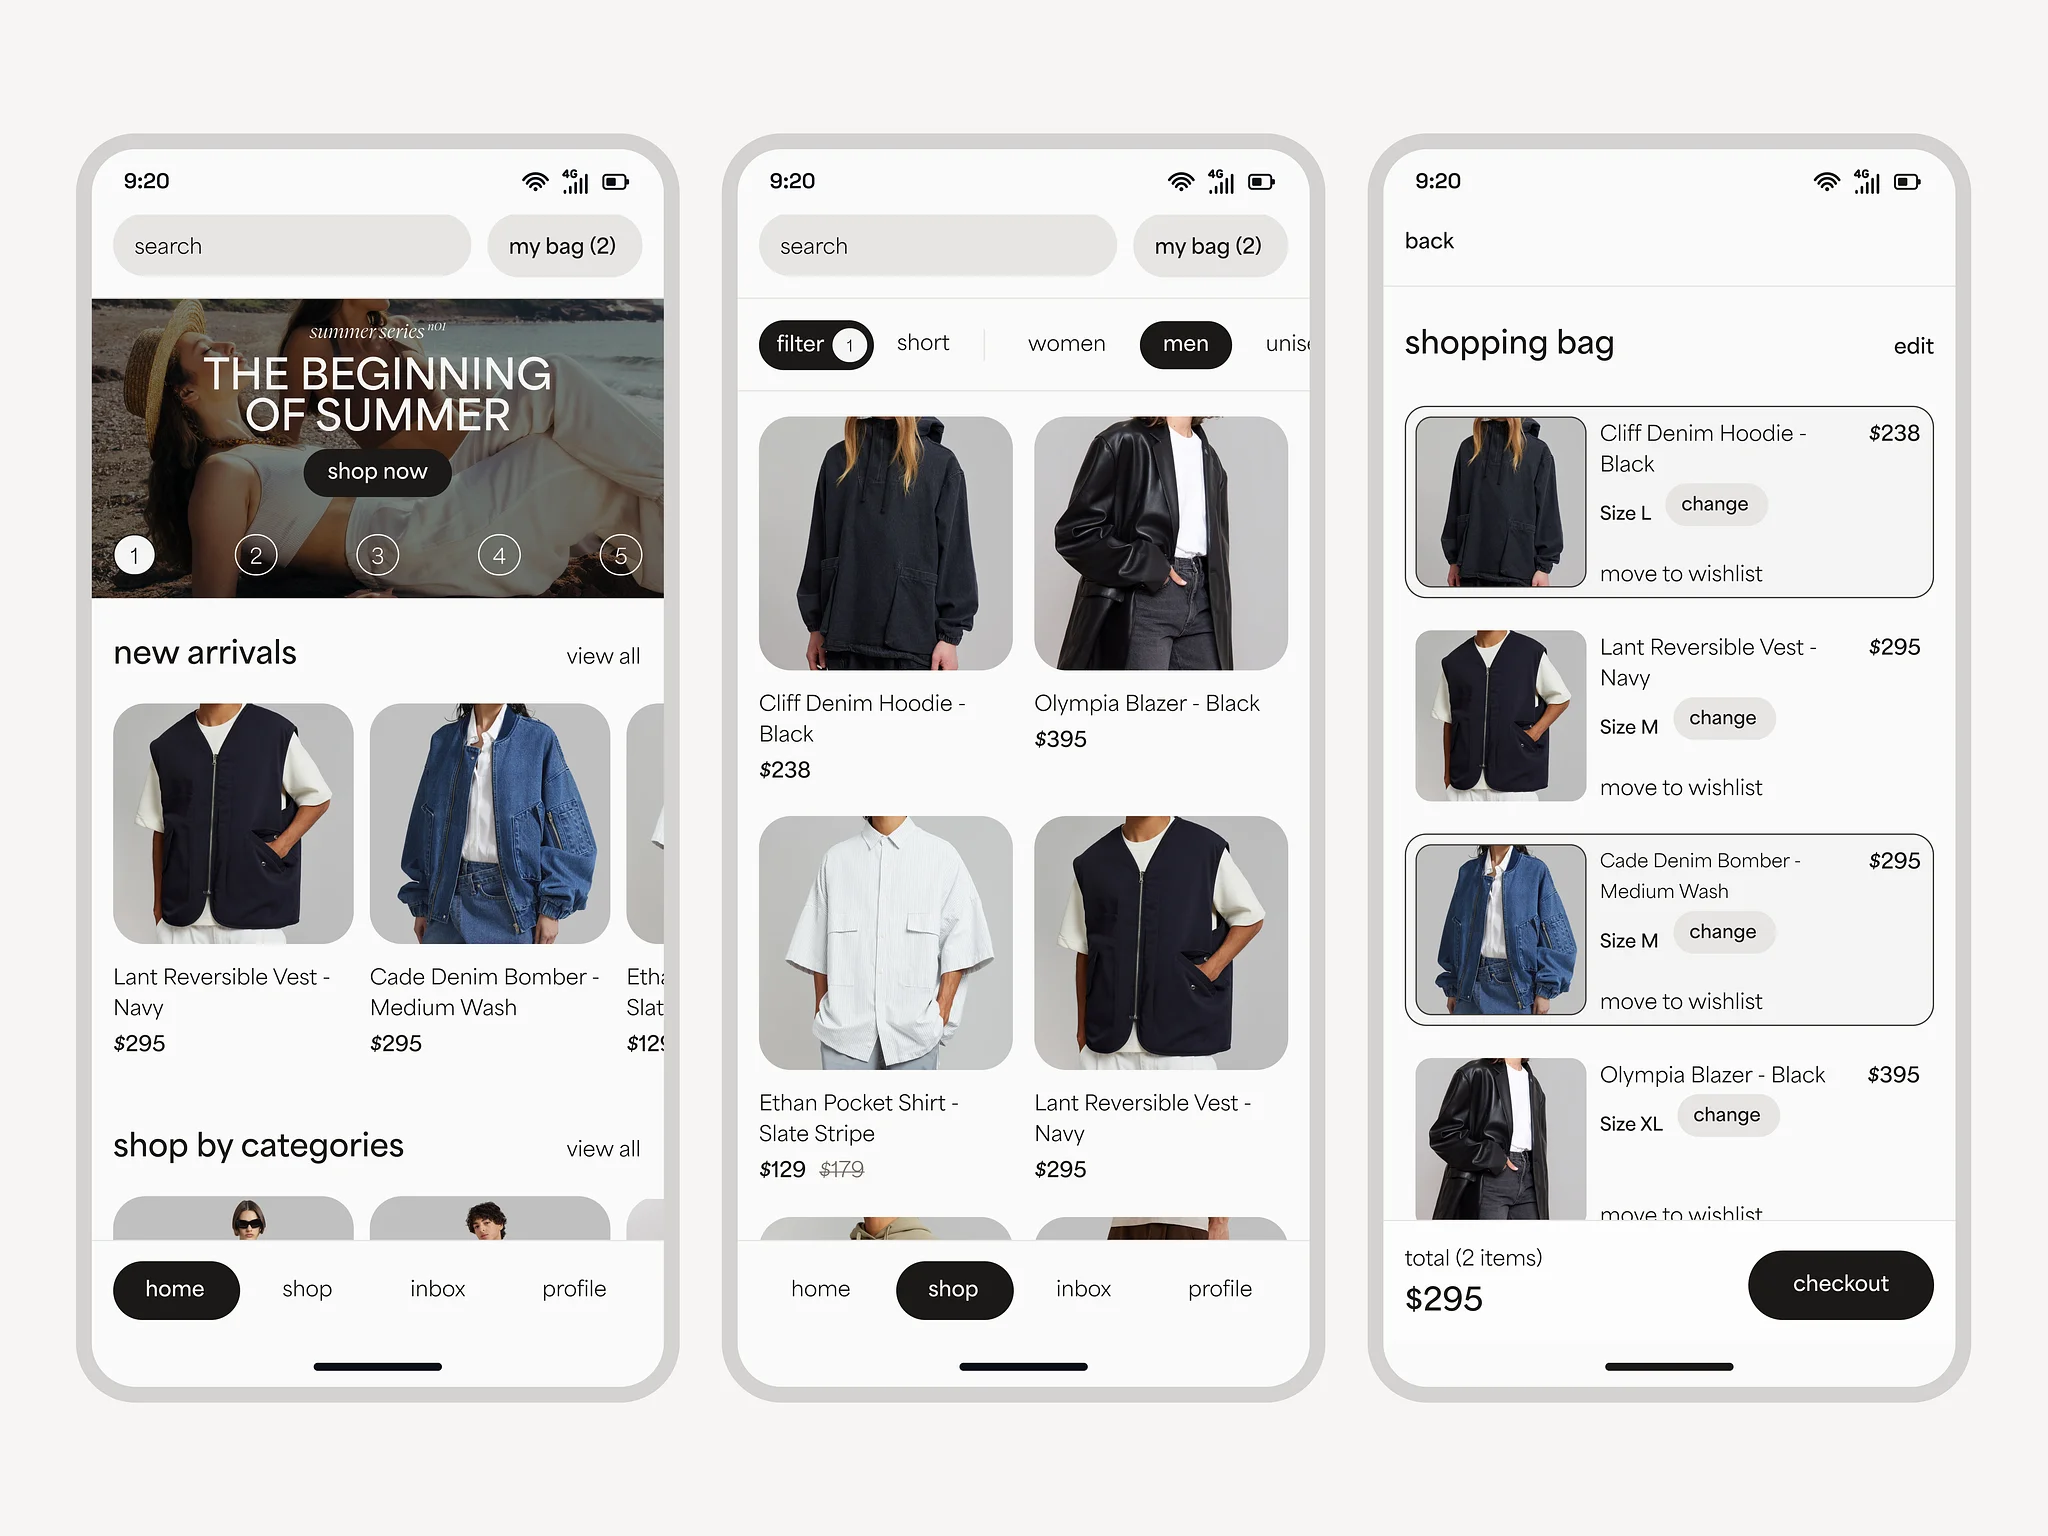 9:20
4G
search
my bag (2)
summer series n01
THE BEGINNING
OF SUMMER
shop now
1 2 3 4 5
new arrivals
view all
Lant Reversible Vest -
Navy
$295
Cade Denim Bomber -
Medium Wash
$295
Etha
Slat
$129
shop by categories
view all
home
shop
inbox
profile
9:20
4G
search
my bag (2)
filter 1
short
women
men
unise
Cliff Denim Hoodie -
Black
$238
Olympia Blazer - Black
$395
Ethan Pocket Shirt -
Slate Stripe
$129 $179
Lant Reversible Vest -
Navy
$295
home
shop
inbox
profile
9:20
4G
back
shopping bag
edit
Cliff Denim Hoodie -
Black
$238
Size L
change
move to wishlist
Lant Reversible Vest -
Navy
$295
Size M
change
move to wishlist
Cade Denim Bomber -
Medium Wash
$295
Size M
change
move to wishlist
Olympia Blazer - Black
$395
Size XL
change
move to wishlist
total (2 items)
$295
checkout